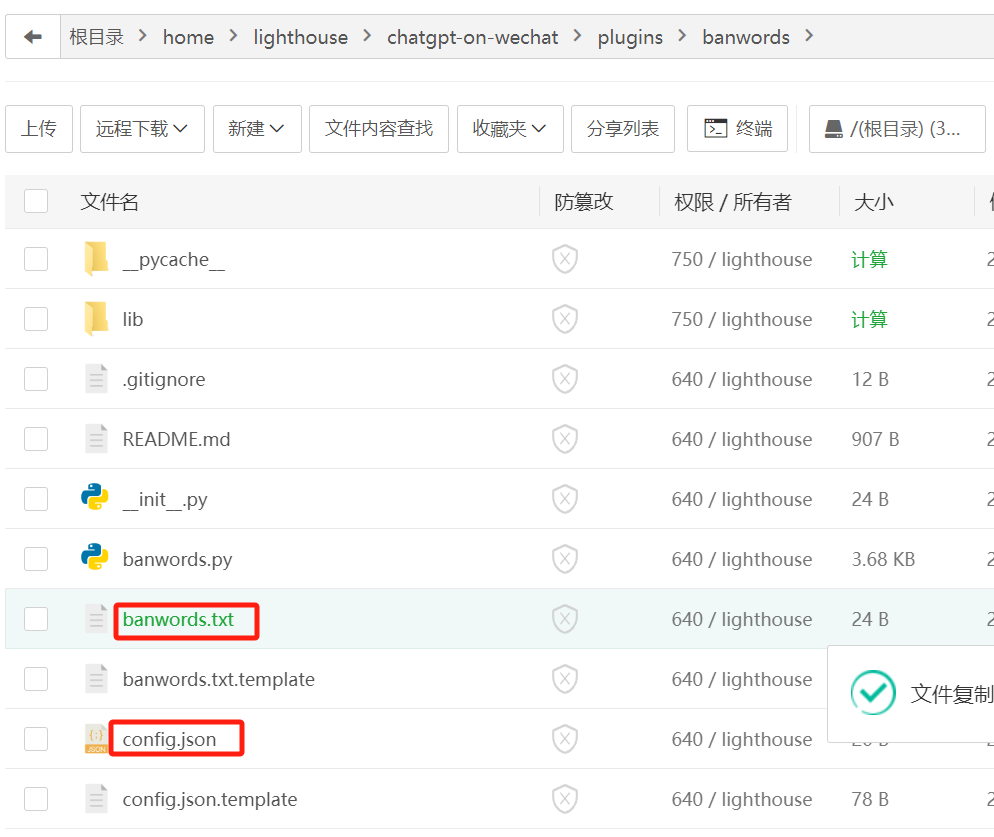 根目录 > home > lighthouse > chatgpt-on-wechat > plugins > banwords >
上传 远程下载 新建 文件内容查找 收藏夹 分享列表 终端 /(根目录) (3...
文件名 防篡改 权限 / 所有者 大小
__pycache__ 750 / lighthouse 计算
lib 750 / lighthouse 计算
.gitignore 640 / lighthouse 12 B
README.md 640 / lighthouse 907 B
__init__.py 640 / lighthouse 24 B
banwords.py 640 / lighthouse 3.68 KB
banwords.txt 640 / lighthouse 24 B
banwords.txt.template 640 / lighthouse
文件复制
JSON config.json 640 / lighthouse
config.json.template 640 / lighthouse 78 B